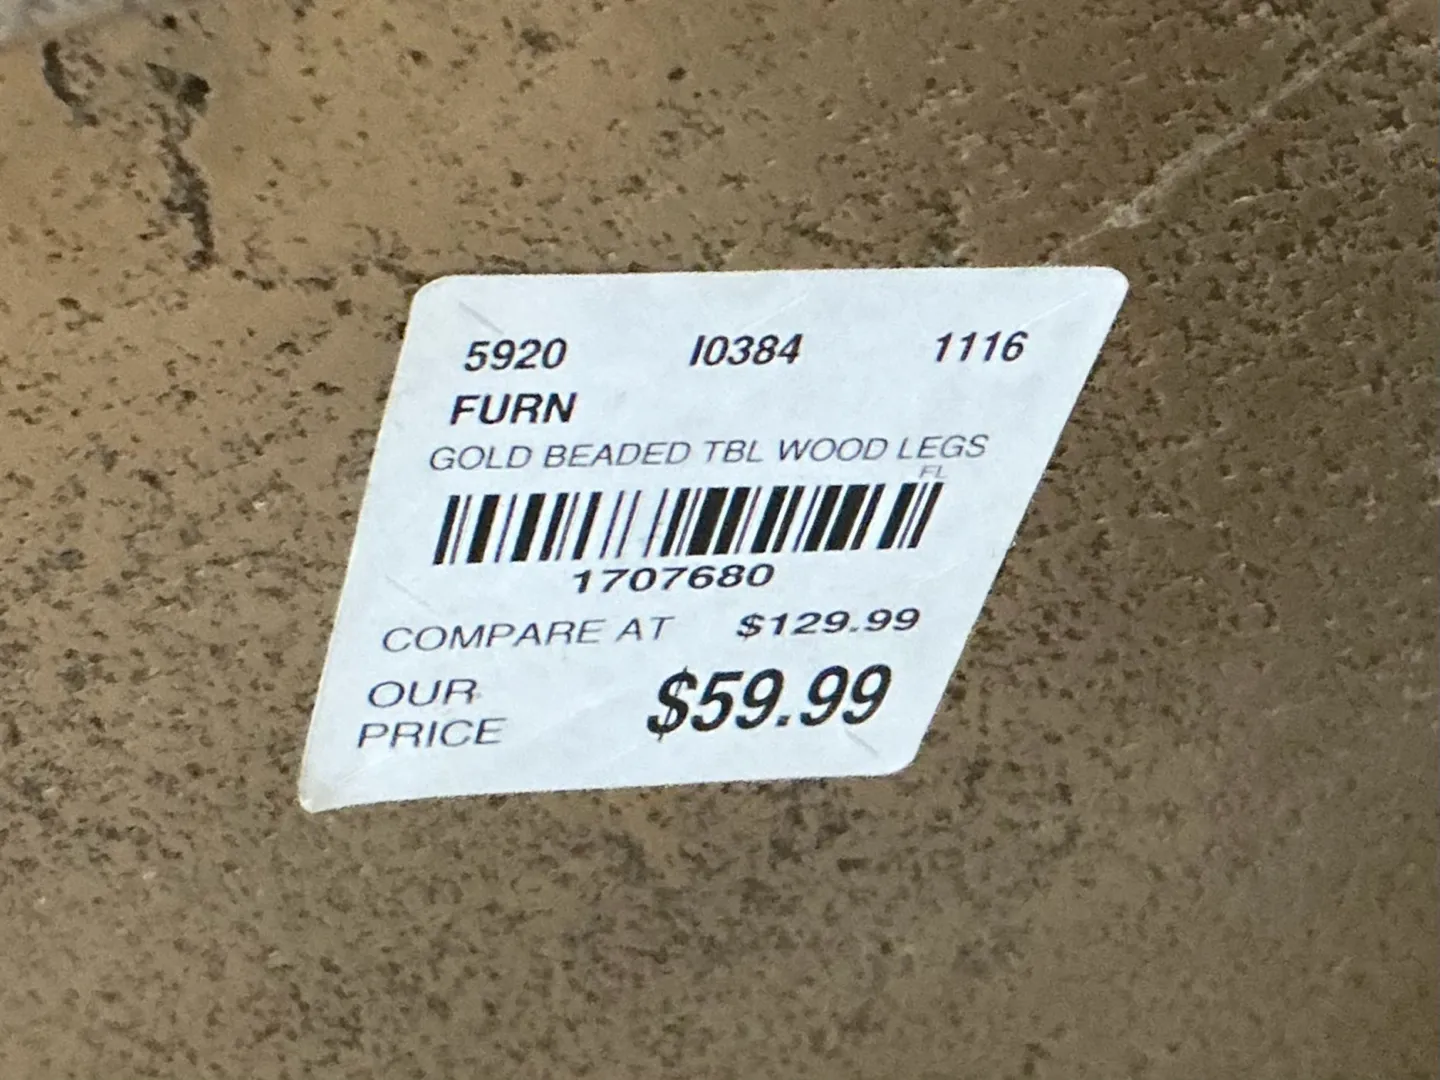 5920 I0384 1116
FURN
GOLD BEADED TBL WOOD LEGS
FL
1707680
COMPARE AT $129.99
OUR
PRICE $59.99